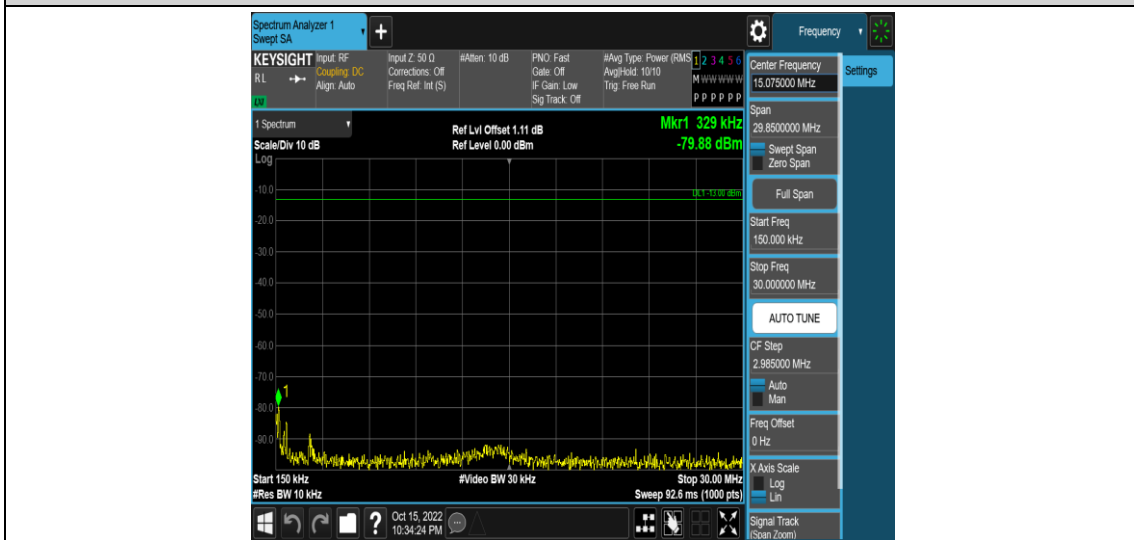 Spectrum Analyzer 1
Swept SA
+
Frequency
KEYSIGHT
RL
LXI
Input: RF
Coupling: DC
Align: Auto
Input Z: 50 Ω
Corrections: Off
Freq Ref: Int (S)
#Atten: 10 dB
PNO: Fast
Gate: Off
IF Gain: Low
Sig Track: Off
#Avg Type: Power (RMS
Avg|Hold: 10/10
Trig: Free Run
1 2 3 4 5 6
M W W W W W
P P P P P P
1 Spectrum
Scale/Div 10 dB
Log
Ref Lvl Offset 1.11 dB
Ref Level 0.00 dBm
Mkr1 329 kHz
-79.88 dBm
-10.0
DL1 -13.00 dBm
-20.0
-30.0
-40.0
-50.0
-60.0
-70.0
1
-80.0
-90.0
Start 150 kHz
#Res BW 10 kHz
#Video BW 30 kHz
Stop 30.00 MHz
Sweep 92.6 ms (1000 pts)
?
Oct 15, 2022
10:34:24 PM
Center Frequency
15.075000 MHz
Settings
Span
29.8500000 MHz
Swept Span
Zero Span
Full Span
Start Freq
150.000 kHz
Stop Freq
30.000000 MHz
AUTO TUNE
CF Step
2.985000 MHz
Auto
Man
Freq Offset
0 Hz
X Axis Scale
Log
Lin
Signal Track
(Span Zoom)